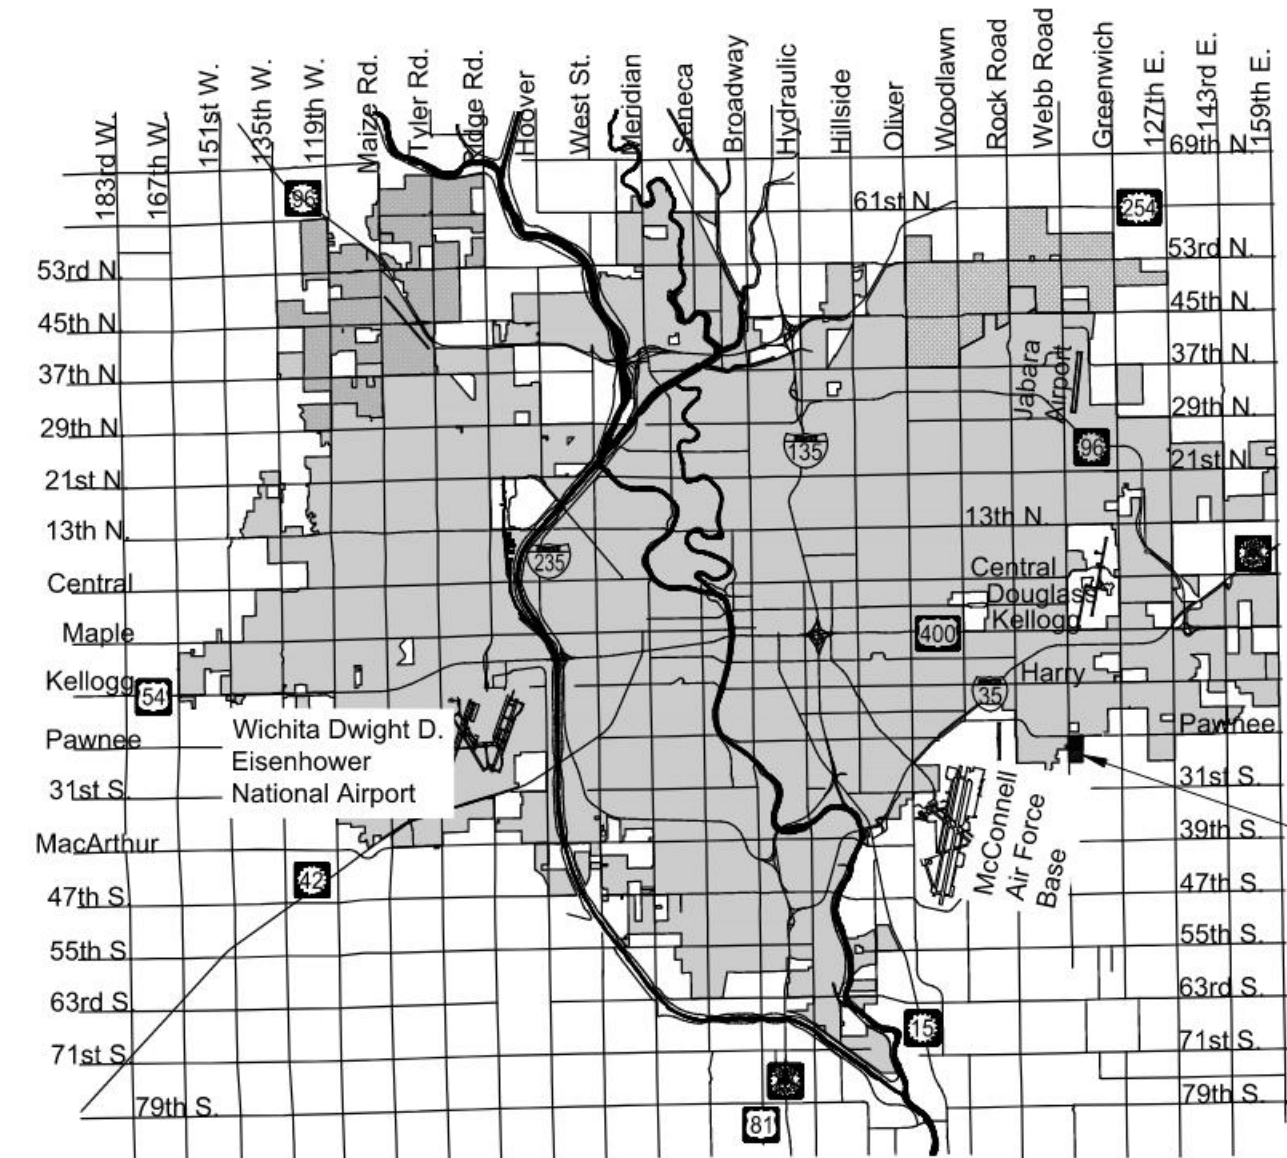 183rd W.
167th W.
151st W.
135th W.
119th W.
Maize Rd.
Tyler Rd.
Ridge Rd.
Hoover
West St.
Meridian
Seneca
Broadway
Hydraulic
Hillside
Oliver
Woodlawn
Rock Road
Webb Road
Greenwich
127th E.
143rd E.
159th E.
69th N.
96
61st N.
254
53rd N.
53rd N.
45th N.
45th N.
37th N.
37th N.
Jabara
Airport
29th N.
29th N.
135
96
21st N.
21st N.
13th N.
13th N.
235
Central
Central
Douglass
Maple
400
Kellogg
Kellogg
54
Harry
35
Pawnee
Pawnee
Wichita Dwight D.
Eisenhower
National Airport
31st S.
31st S.
McConnell
Air Force
Base
MacArthur
39th S.
42
47th S.
47th S.
55th S.
55th S.
63rd S.
63rd S.
15
71st S.
71st S.
79th S.
79th S.
81